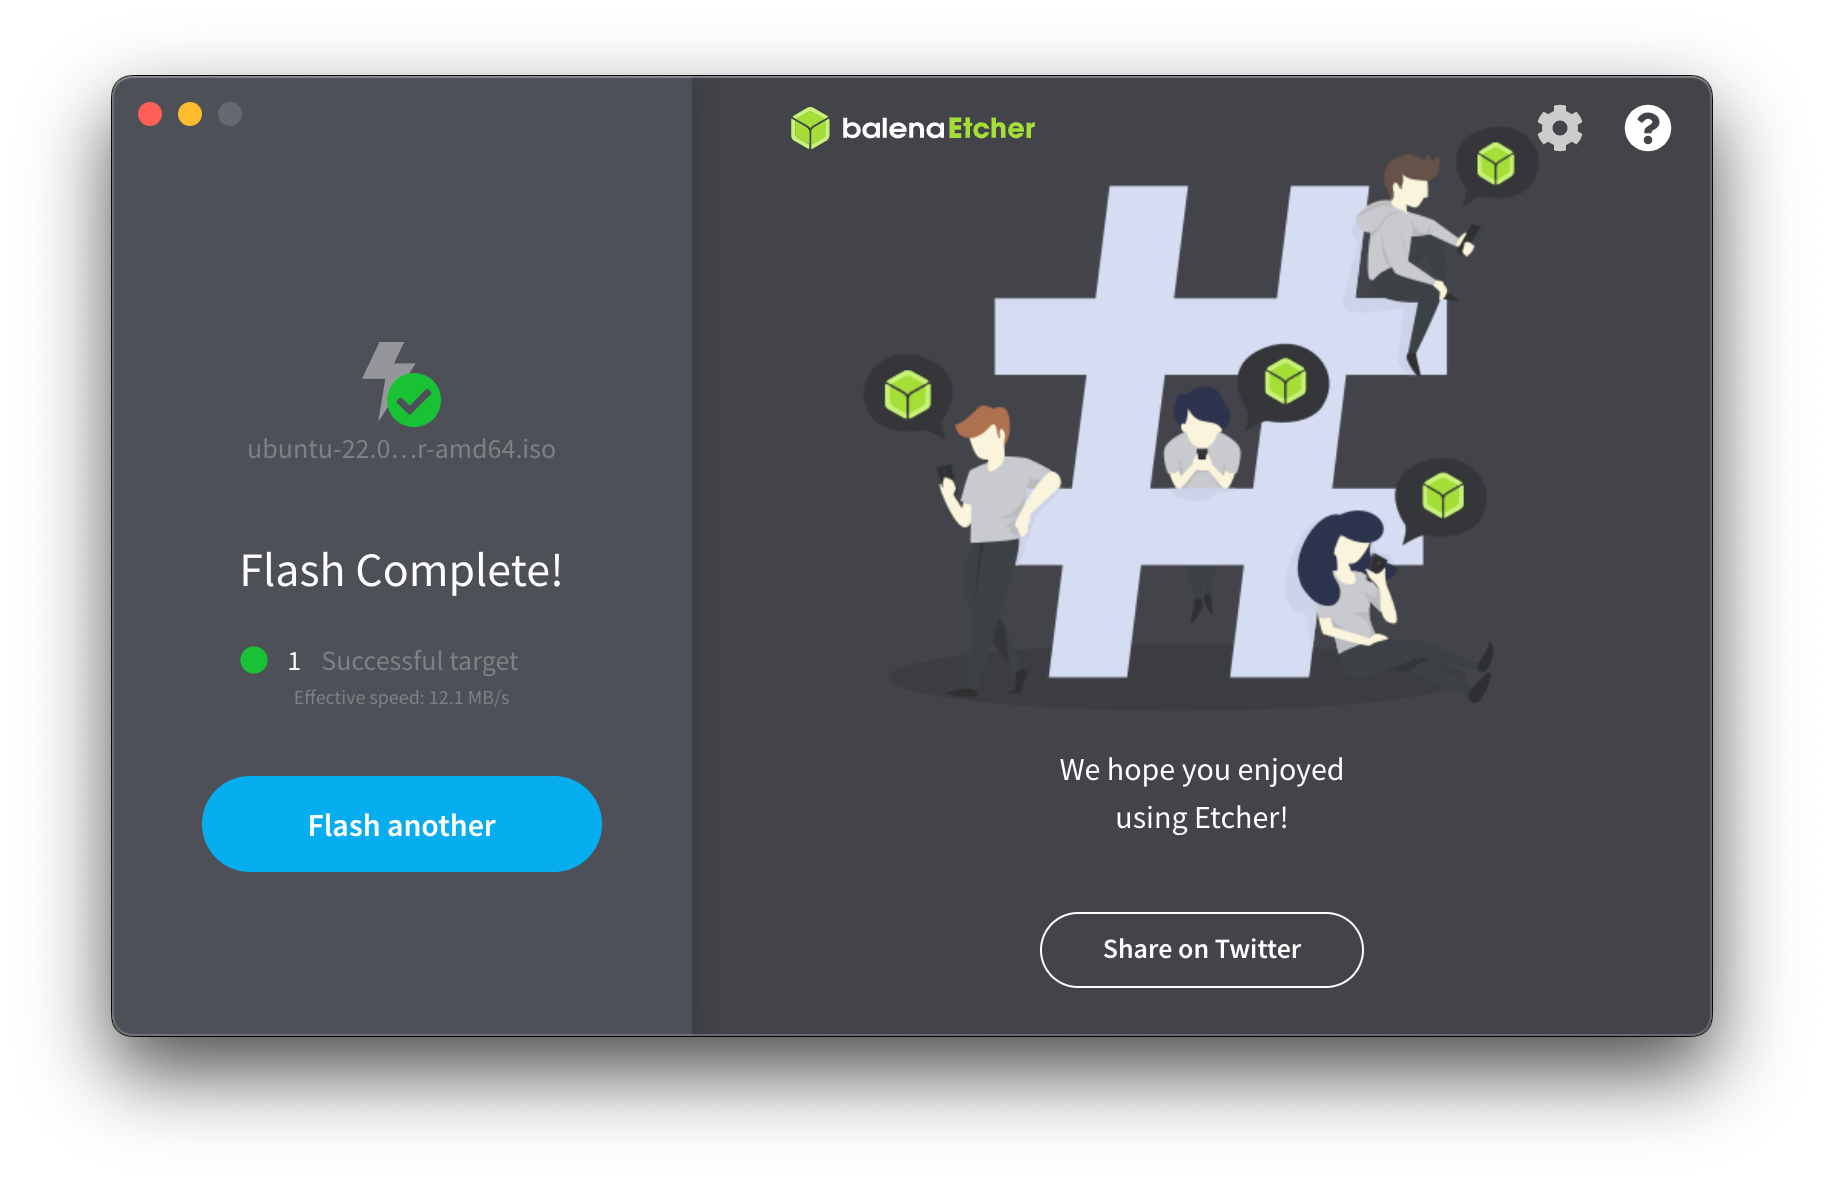 balenaEtcher
ubuntu-22.0...r-amd64.iso
Flash Complete!
1 Successful target
Effective speed: 12.1 MB/s
Flash another
We hope you enjoyed
using Etcher!
Share on Twitter